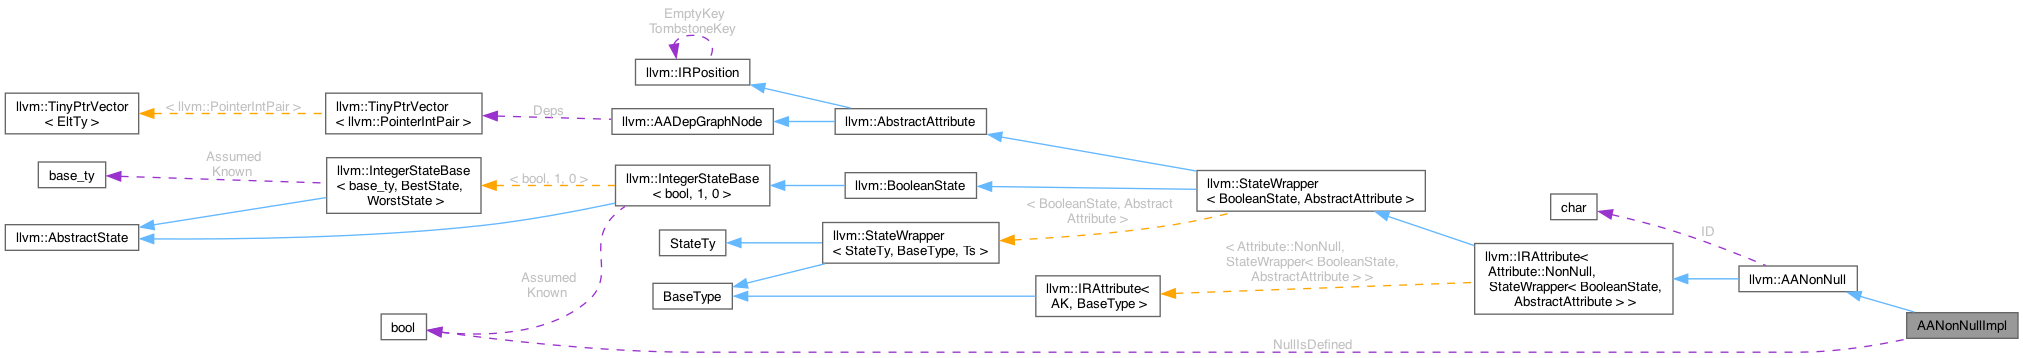 EmptyKey
TombstoneKey
llvm::IRPosition
llvm::TinyPtrVector
< EltTy >
< llvm::PointerIntPair >
llvm::TinyPtrVector
< llvm::PointerIntPair >
Deps
llvm::AADepGraphNode
llvm::AbstractAttribute
base_ty
Assumed
Known
llvm::IntegerStateBase
< base_ty, BestState,
WorstState >
< bool, 1, 0 >
llvm::IntegerStateBase
< bool, 1, 0 >
llvm::BooleanState
llvm::StateWrapper
< BooleanState, AbstractAttribute >
llvm::AbstractState
StateTy
llvm::StateWrapper
< StateTy, BaseType, Ts >
< BooleanState, Abstract
Attribute >
char
ID
BaseType
llvm::IRAttribute<
AK, BaseType >
< Attribute::NonNull,
StateWrapper< BooleanState,
AbstractAttribute > >
llvm::IRAttribute<
Attribute::NonNull,
StateWrapper< BooleanState,
AbstractAttribute > >
llvm::AANonNull
Assumed
Known
bool
NullIsDefined
AANonNullImpl